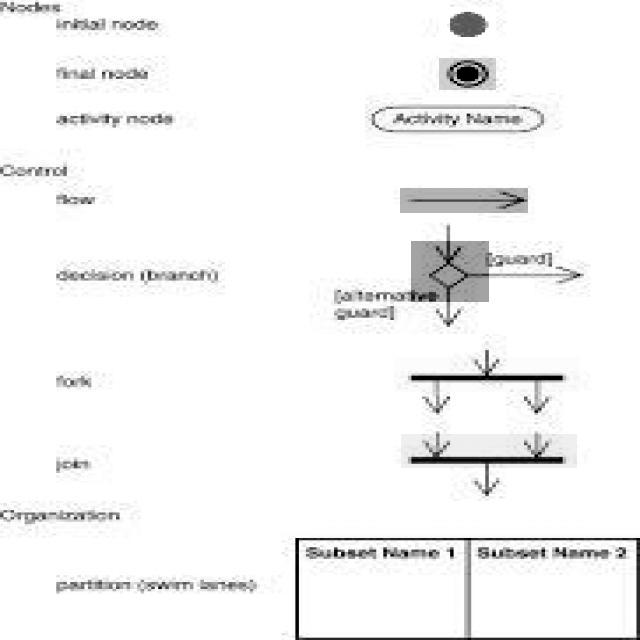 Nodes
initial node
final node
activity node
Activity Name
Control
flow
decision (branch)
[guard]
[alternative
guard]
fork
join
Organization
Subset Name 1
Subset Name 2
partition (swim lanes)